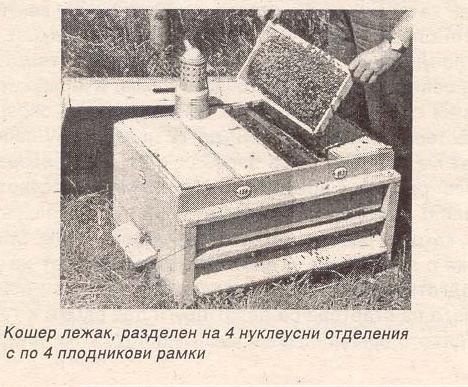 Кошер лежак, разделен на 4 нуклеусни отделения
с по 4 плодникови рамки